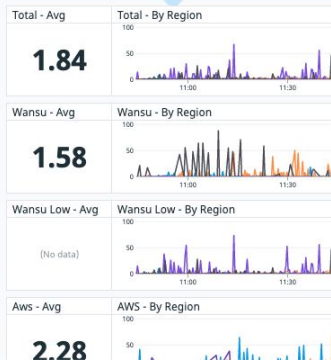 Total - Avg
Total - By Region
1.84
100
50
0
11:00
11:30
Wansu - Avg
Wansu - By Region
1.58
100
50
0
11:00
11:30
Wansu Low - Avg
Wansu Low - By Region
(No data)
100
50
0
11:00
11:30
Aws - Avg
AWS - By Region
2.28
100
50